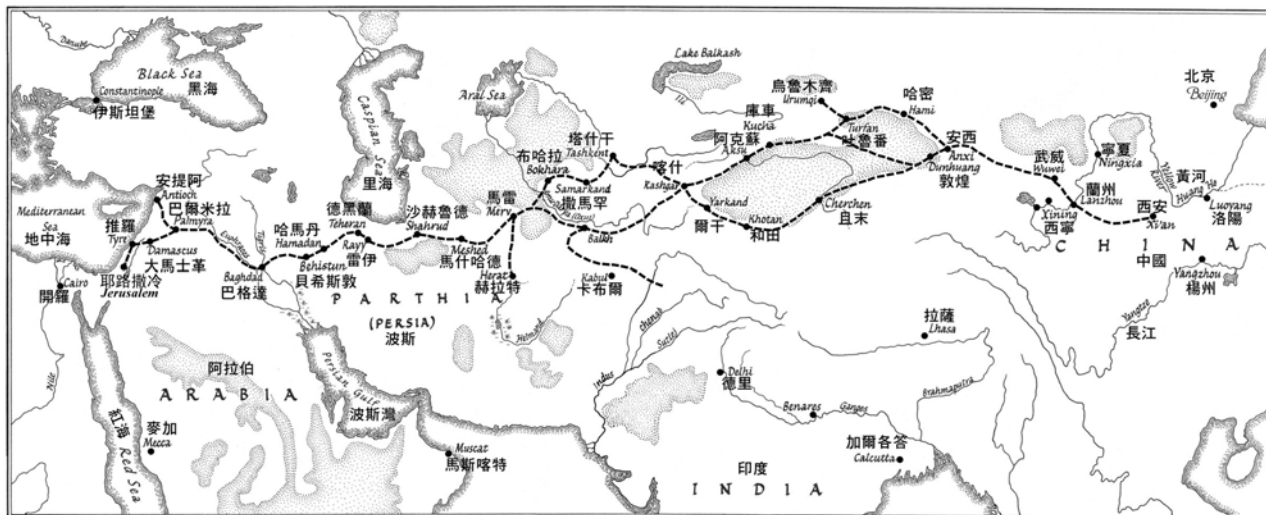 Danube
Black Sea
黑海
Constantinople
伊斯坦堡
Caspian Sea
里海
Aral Sea
Lake Balkash
Ili
烏魯木齊
Urumqi
哈密
Hami
北京
Beijing
庫車
Kucha
Turfan
吐魯番
阿克蘇
Aksu
安西
Anxi
Dunhuang
敦煌
武威
Wuwei
寧夏
Ningxia
蘭州
Lanzhou
Yellow River
黃河
Huang He
Luoyang
洛陽
Xining
西寧
西安
CHINA
中國
Yangzhou
楊州
Yangtze
長江
塔什干
Tashkent
布哈拉
Bokhara
Samarkand
撒馬罕
喀什
Kashgar
Yarkand
爾干
Khotan
和田
Cherchen
且末
馬雷
Merv
(Oxus)
Balkh
安提阿
Antioch
巴爾米拉
Palmyra
Mediterranean
Sea
地中海
推羅
Tyre
Damascus
大馬士革
耶路撒冷
Jerusalem
Cairo
開羅
Nile
Euphrates
Tigris
Baghdad
巴格達
哈馬丹
Hamadan
Behistun
貝希斯敦
德黑蘭
Teheran
Rayy
雷伊
沙赫魯德
Shahrud
Meshed
馬什哈德
Herat
赫拉特
Kabul
卡布爾
PARTHIA
(PERSIA)
波斯
Helmand
Chenab
Sutlej
Indus
拉薩
Lhasa
Brahmaputra
Delhi
德里
Benares
Ganges
加爾各答
Calcutta
印度
INDIA
阿拉伯
ARABIA
Persian Gulf
波斯灣
Muscat
馬斯喀特
紅海
Red Sea
麥加
Mecca